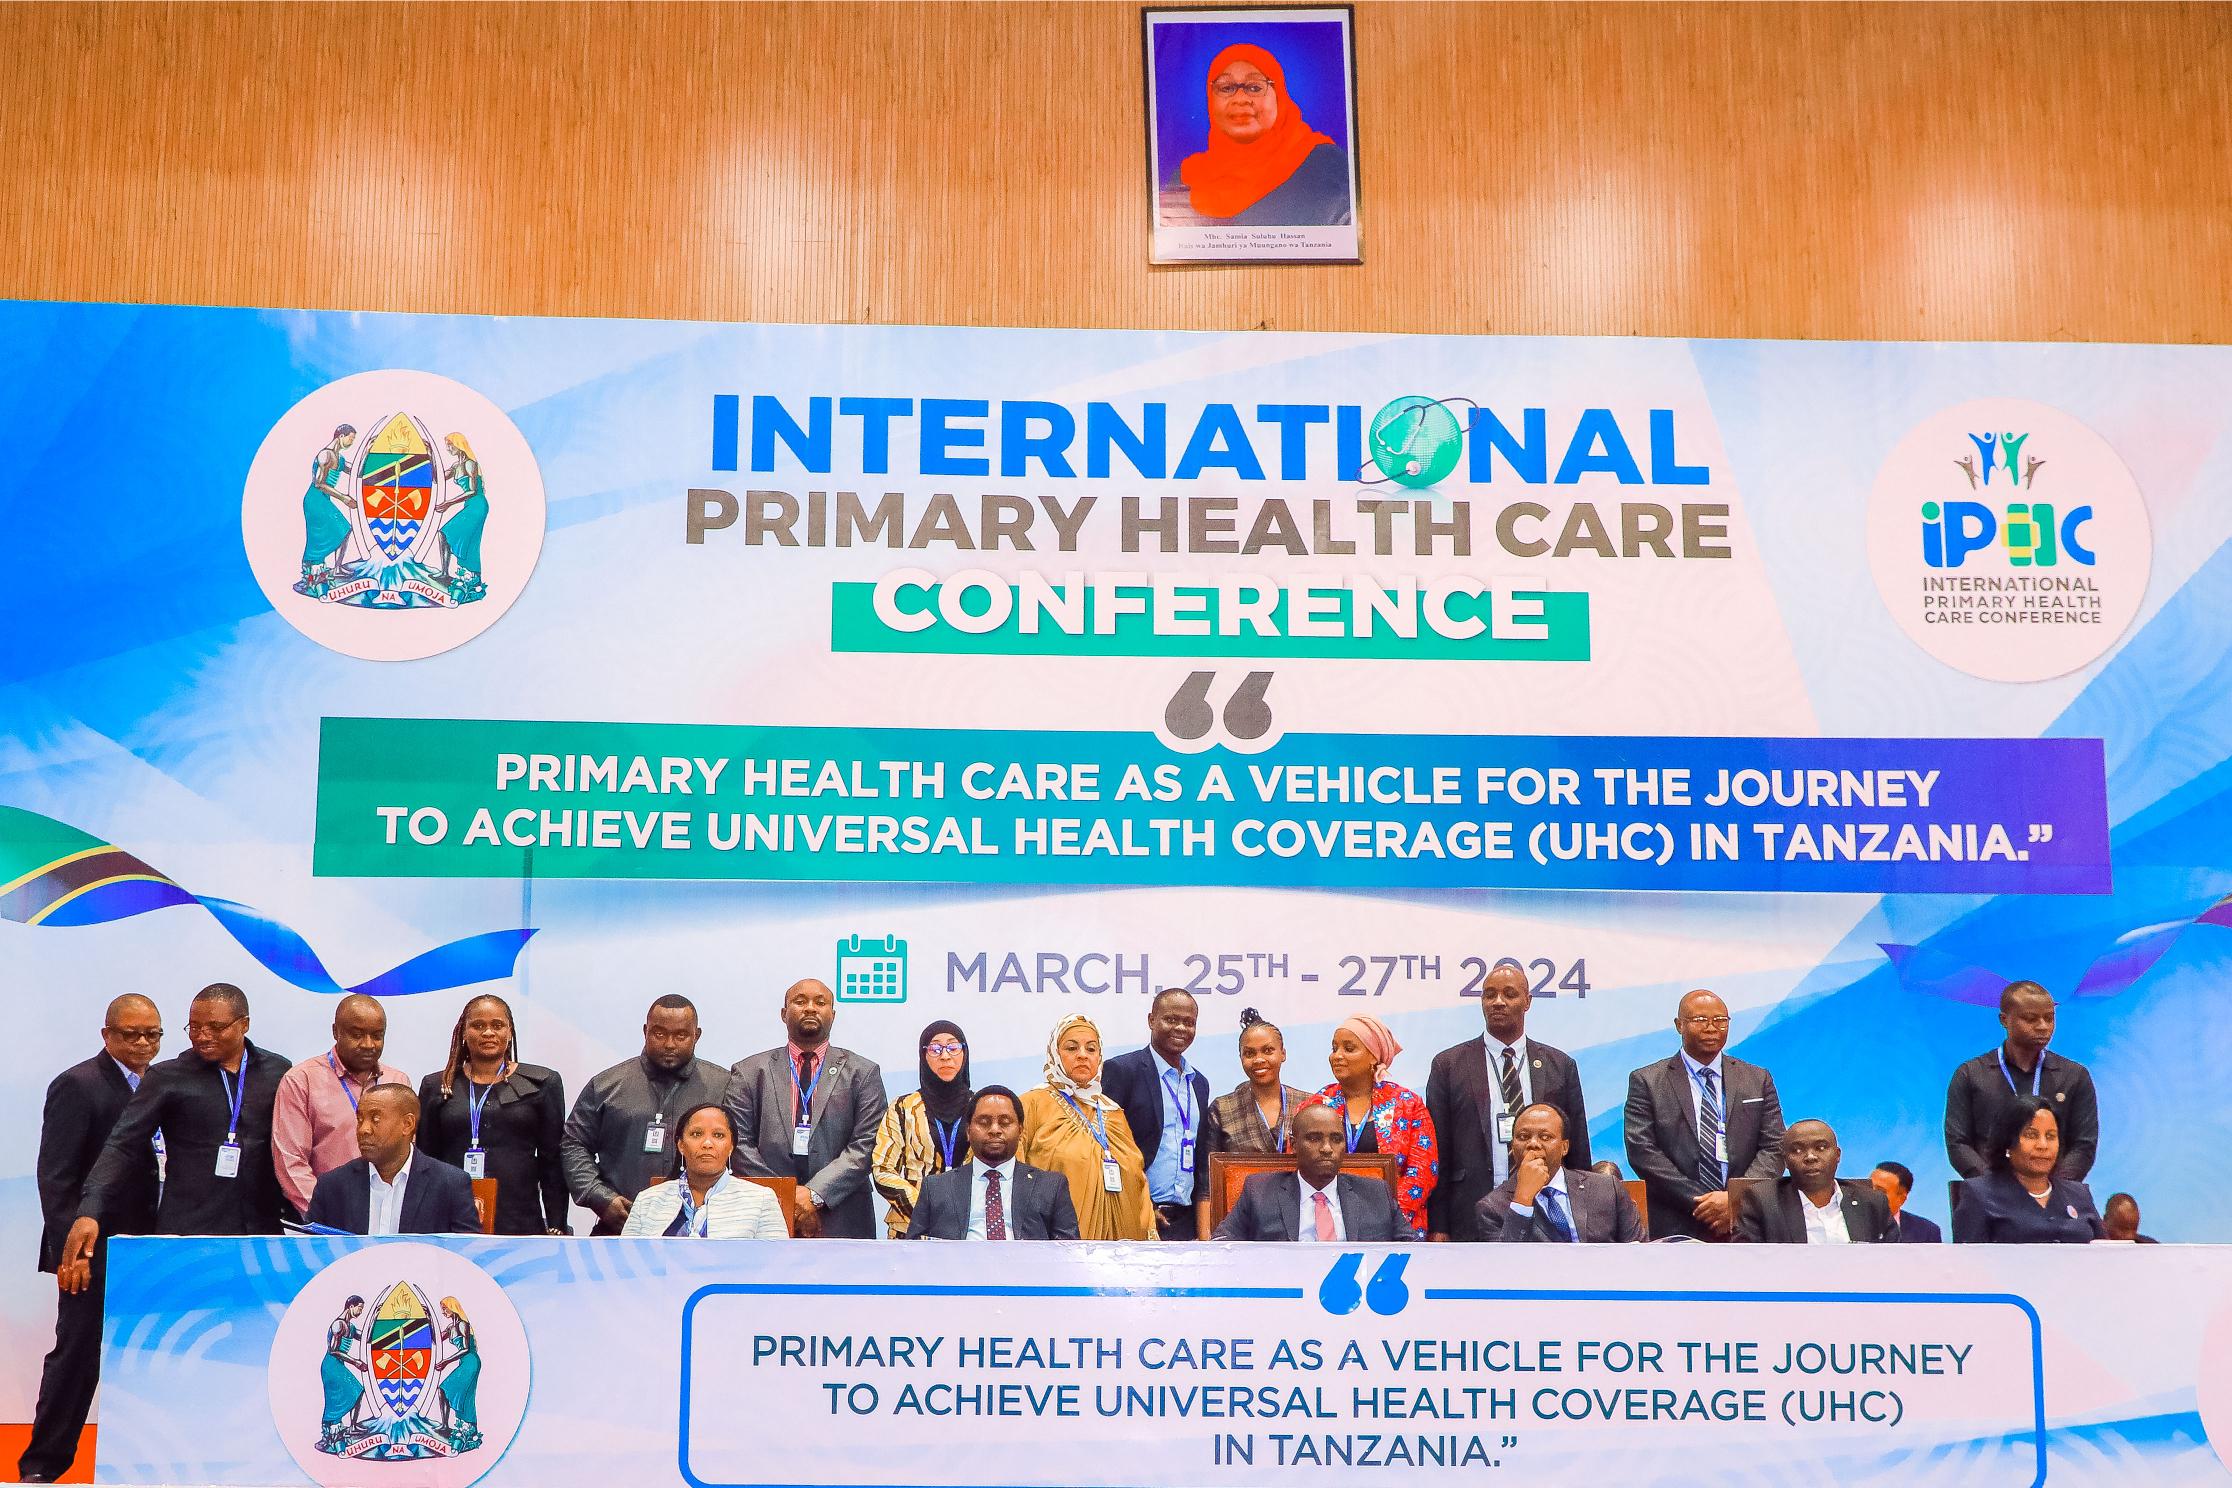 Mhe. Samia Suluhu Hassan
Rais wa Jamhuri ya Muungano wa Tanzania
INTERNATIONAL
PRIMARY HEALTH CARE
CONFERENCE
UHURU NA UMOJA
iPHC
INTERNATIONAL
PRIMARY HEALTH
CARE CONFERENCE
“
PRIMARY HEALTH CARE AS A VEHICLE FOR THE JOURNEY
TO ACHIEVE UNIVERSAL HEALTH COVERAGE (UHC) IN TANZANIA.”
MARCH, 25TH - 27TH 2024
UHURU NA UMOJA
“
PRIMARY HEALTH CARE AS A VEHICLE FOR THE JOURNEY
TO ACHIEVE UNIVERSAL HEALTH COVERAGE (UHC)
IN TANZANIA.”